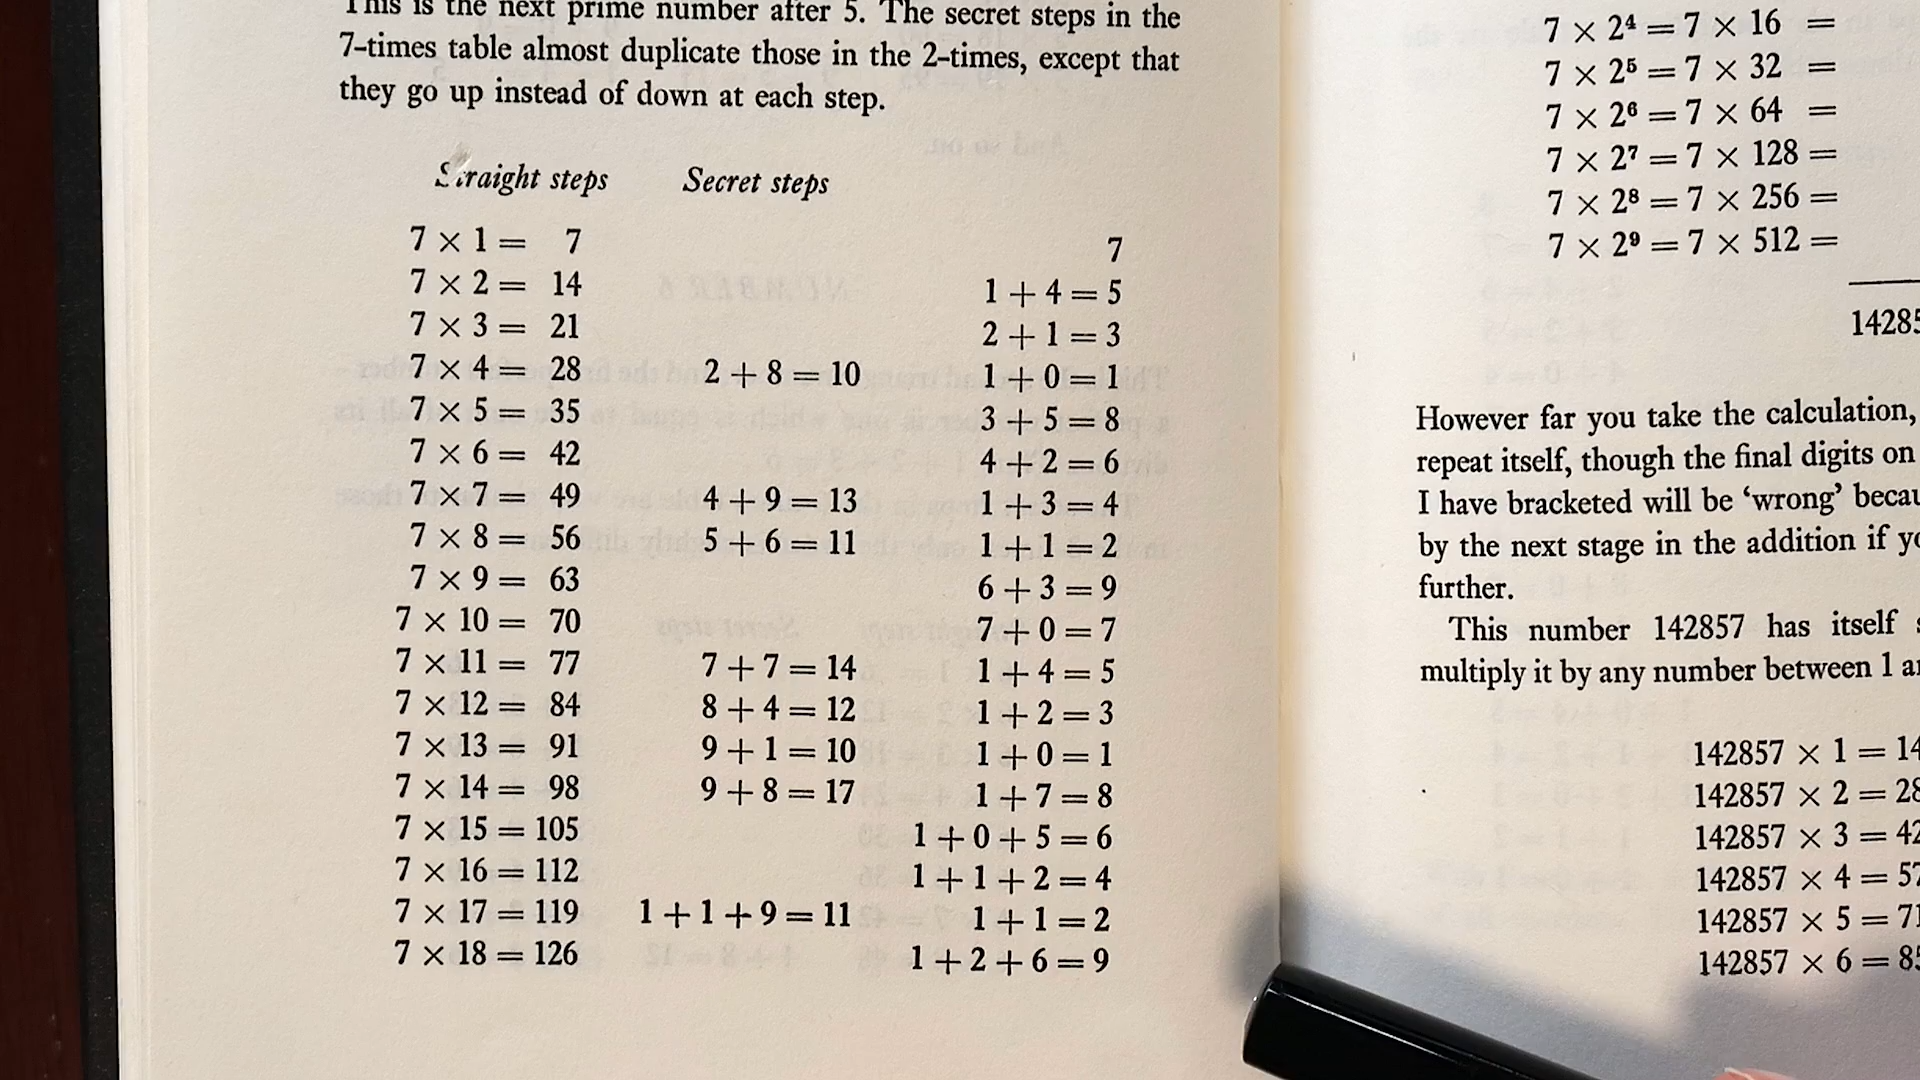 This is the next prime number after 5. The secret steps in the
7-times table almost duplicate those in the 2-times, except that
they go up instead of down at each step.
Straight steps Secret steps
7 × 1 = 7 7
7 × 2 = 14 1 + 4 = 5
7 × 3 = 21 2 + 1 = 3
7 × 4 = 28 2 + 8 = 10 1 + 0 = 1
7 × 5 = 35 3 + 5 = 8
7 × 6 = 42 4 + 2 = 6
7 × 7 = 49 4 + 9 = 13 1 + 3 = 4
7 × 8 = 56 5 + 6 = 11 1 + 1 = 2
7 × 9 = 63 6 + 3 = 9
7 × 10 = 70 7 + 0 = 7
7 × 11 = 77 7 + 7 = 14 1 + 4 = 5
7 × 12 = 84 8 + 4 = 12 1 + 2 = 3
7 × 13 = 91 9 + 1 = 10 1 + 0 = 1
7 × 14 = 98 9 + 8 = 17 1 + 7 = 8
7 × 15 = 105 1 + 0 + 5 = 6
7 × 16 = 112 1 + 1 + 2 = 4
7 × 17 = 119 1 + 1 + 9 = 11 1 + 1 = 2
7 × 18 = 126 1 + 2 + 6 = 9
7 × 2⁴ = 7 × 16 =
7 × 2⁵ = 7 × 32 =
7 × 2⁶ = 7 × 64 =
7 × 2⁷ = 7 × 128 =
7 × 2⁸ = 7 × 256 =
7 × 2⁹ = 7 × 512 =
14285
However far you take the calculation,
repeat itself, though the final digits on
I have bracketed will be ‘wrong’
by the next stage in the addition if
further.
This number 142857 has itself
multiply it by any number between 1
142857 × 1 = 14
142857 × 2 = 28
142857 × 3 = 42
142857 × 4 = 57
142857 × 5 = 71
142857 × 6 = 85